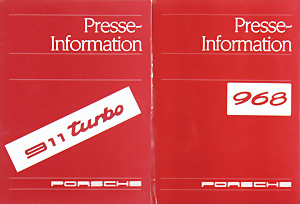 Presse-
Information
911 turbo
PORSCHE
Presse-
Information
968
PORSCHE